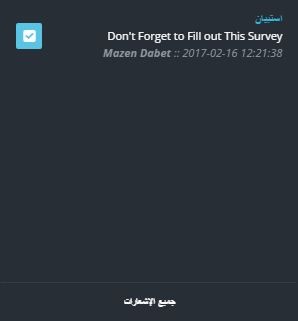 استبيان
Don't Forget to Fill out This Survey
Mazen Dabet :: 2017-02-16 12:21:38
جميع الإشعارات